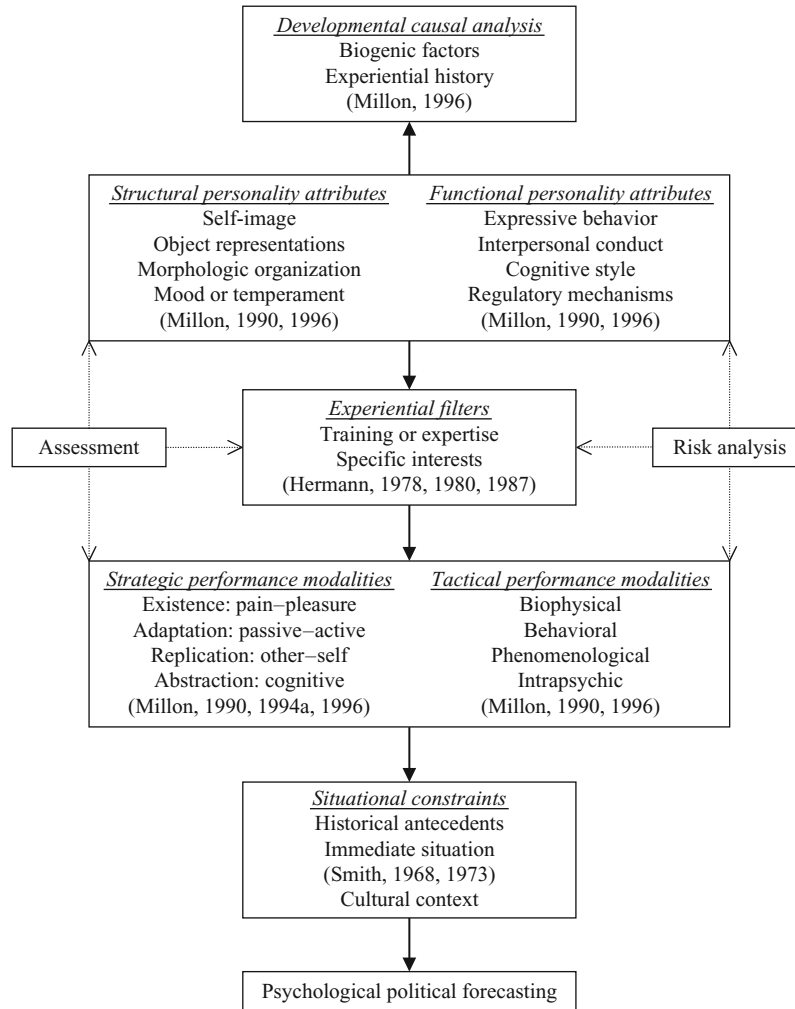 Developmental causal analysis
Biogenic factors
Experiential history
(Millon, 1996)
Structural personality attributes
Self-image
Object representations
Morphologic organization
Mood or temperament
(Millon, 1990, 1996)
Functional personality attributes
Expressive behavior
Interpersonal conduct
Cognitive style
Regulatory mechanisms
(Millon, 1990, 1996)
Assessment
Experiential filters
Training or expertise
Specific interests
(Hermann, 1978, 1980, 1987)
Risk analysis
Strategic performance modalities
Existence: pain–pleasure
Adaptation: passive–active
Replication: other–self
Abstraction: cognitive
(Millon, 1990, 1994a, 1996)
Tactical performance modalities
Biophysical
Behavioral
Phenomenological
Intrapsychic
(Millon, 1990, 1996)
Situational constraints
Historical antecedents
Immediate situation
(Smith, 1968, 1973)
Cultural context
Psychological political forecasting